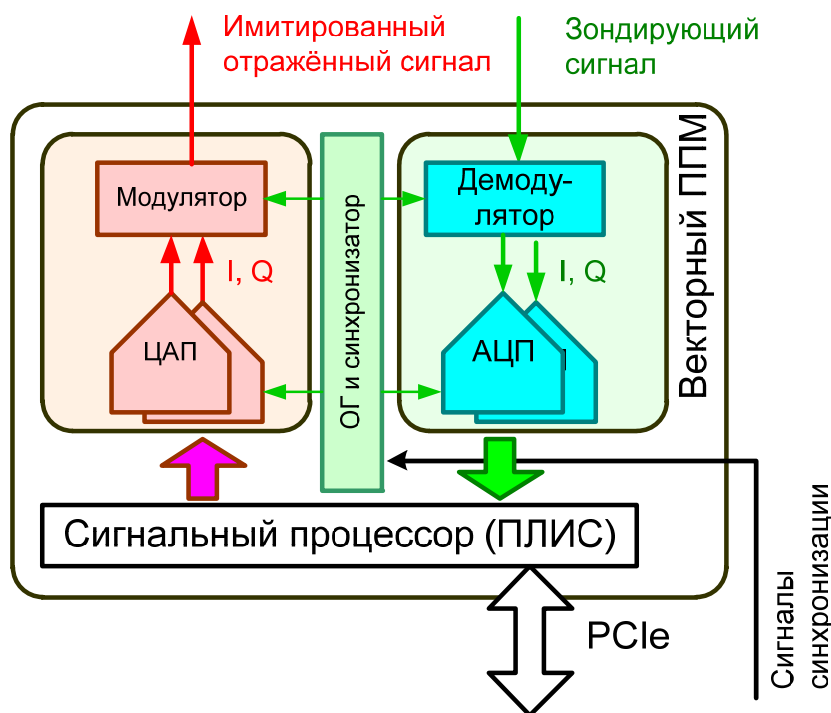 Имитированный
отражённый сигнал
Зондирующий
сигнал
Модулятор
Демоду-
лятор
I, Q
I, Q
ЦАП
АЦП
ОГ и синхронизатор
Векторный ППМ
Сигнальный процессор (ПЛИС)
PCIe
Сигналы
синхронизации